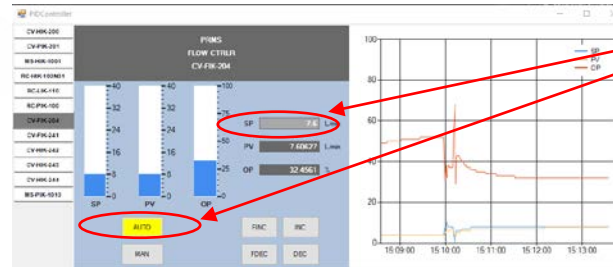 PIDController
CV-HIK-200
CV-PIK-201
MS-HIK-1001
RC-HIK-100N01
RC-LIK-110
RC-PIK-100
CV-FIK-204
CV-FIK-241
CV-HIK-242
CV-HIK-243
CV-HIK-244
MS-PIK-1013
PRMS
FLOW CTRLR
CV-FIK-204
40
32
24
16
8
0
SP
40
32
24
16
8
0
PV
100
75
50
25
0
OP
SP 7.6 L/min
PV 7.60627 L/min
OP 32.4561 %
AUTO
MAN
FINC
INC
FDEC
DEC
100
80
60
40
20
0
15:09:00 15:10:00 15:11:00 15:12:00 15:13:00
SP
PV
OP